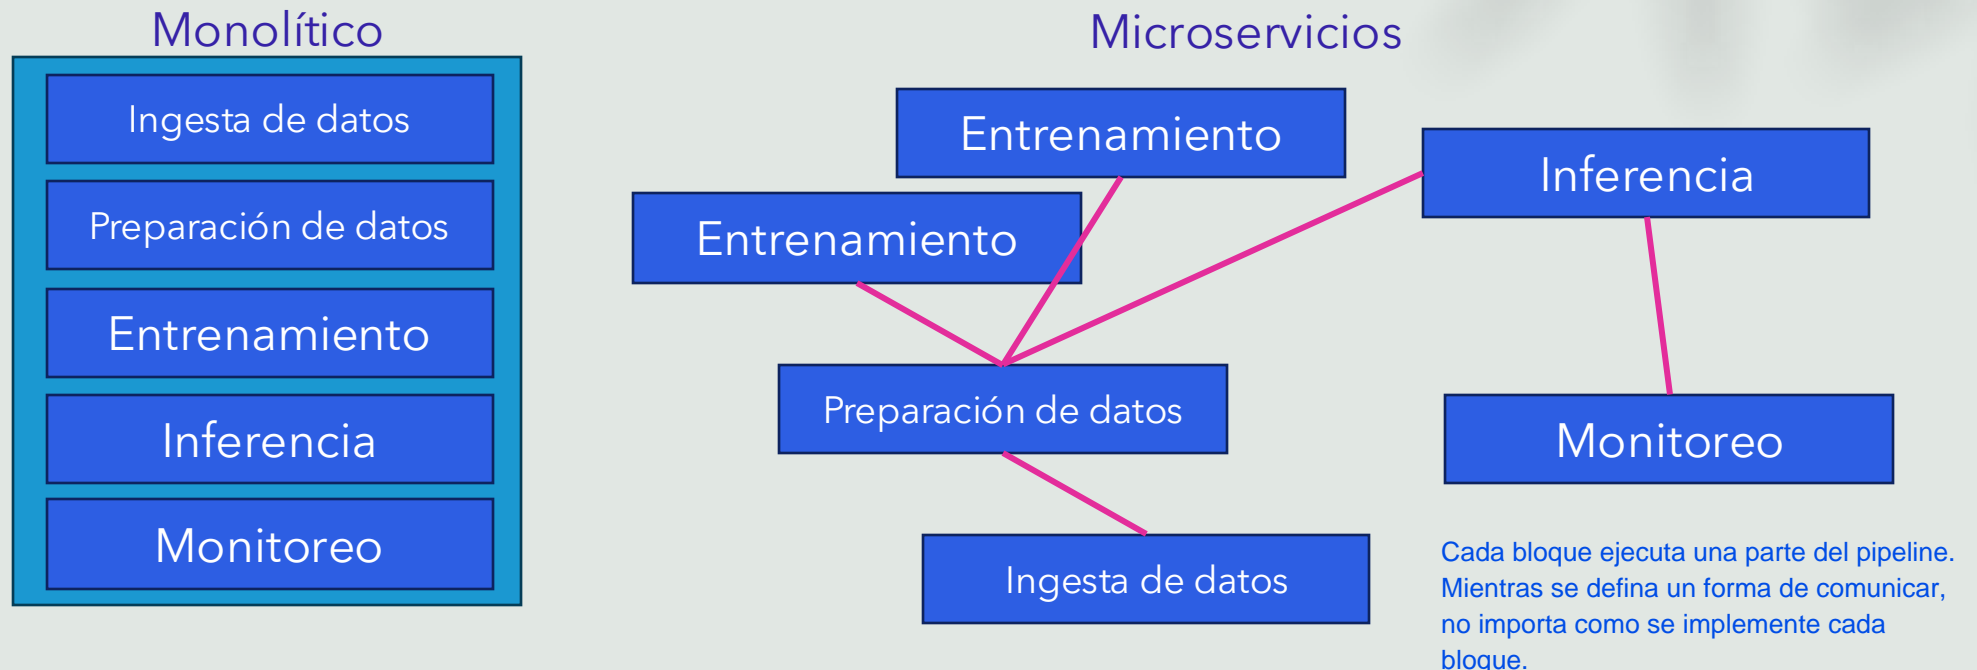 Monolítico
Ingesta de datos
Preparación de datos
Entrenamiento
Inferencia
Monitoreo
Microservicios
Entrenamiento
Entrenamiento
Inferencia
Preparación de datos
Monitoreo
Ingesta de datos
Cada bloque ejecuta una parte del pipeline.
Mientras se defina un forma de comunicar,
no importa como se implemente cada
bloque.